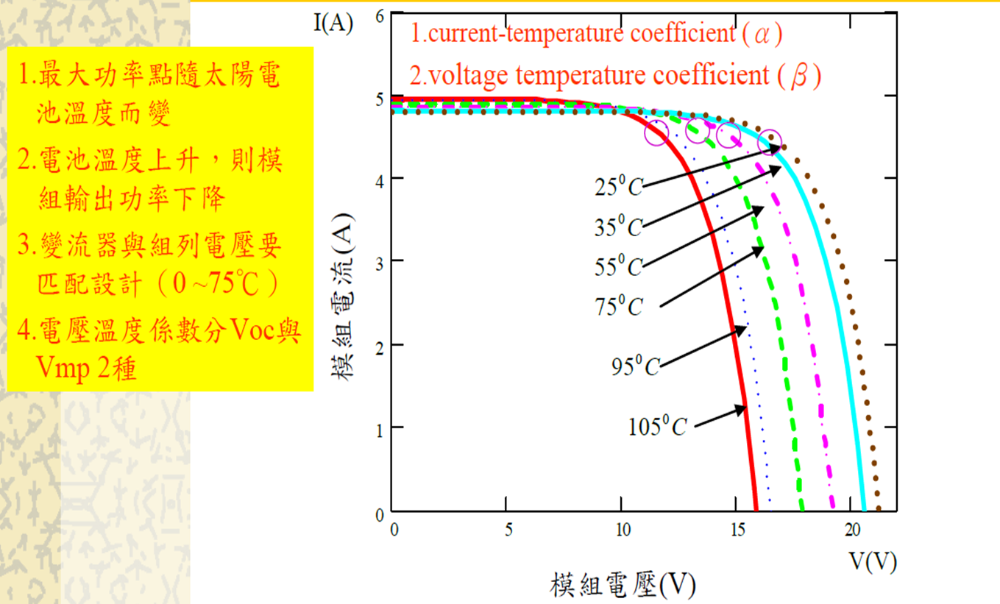 1.最大功率點隨太陽電
池溫度而變
2.電池溫度上升，則模
組輸出功率下降
3.變流器與組列電壓要
匹配設計（0 ~75℃）
4.電壓溫度係數分Voc與
Vmp 2種
I(A)
1.current-temperature coefficient (α)
2.voltage temperature coefficient (β)
6
5
4
3
2
1
0
模組電流(A)
25⁰C
35⁰C
55⁰C
75⁰C
95⁰C
105⁰C
0 5 10 15 20
V(V)
模組電壓(V)